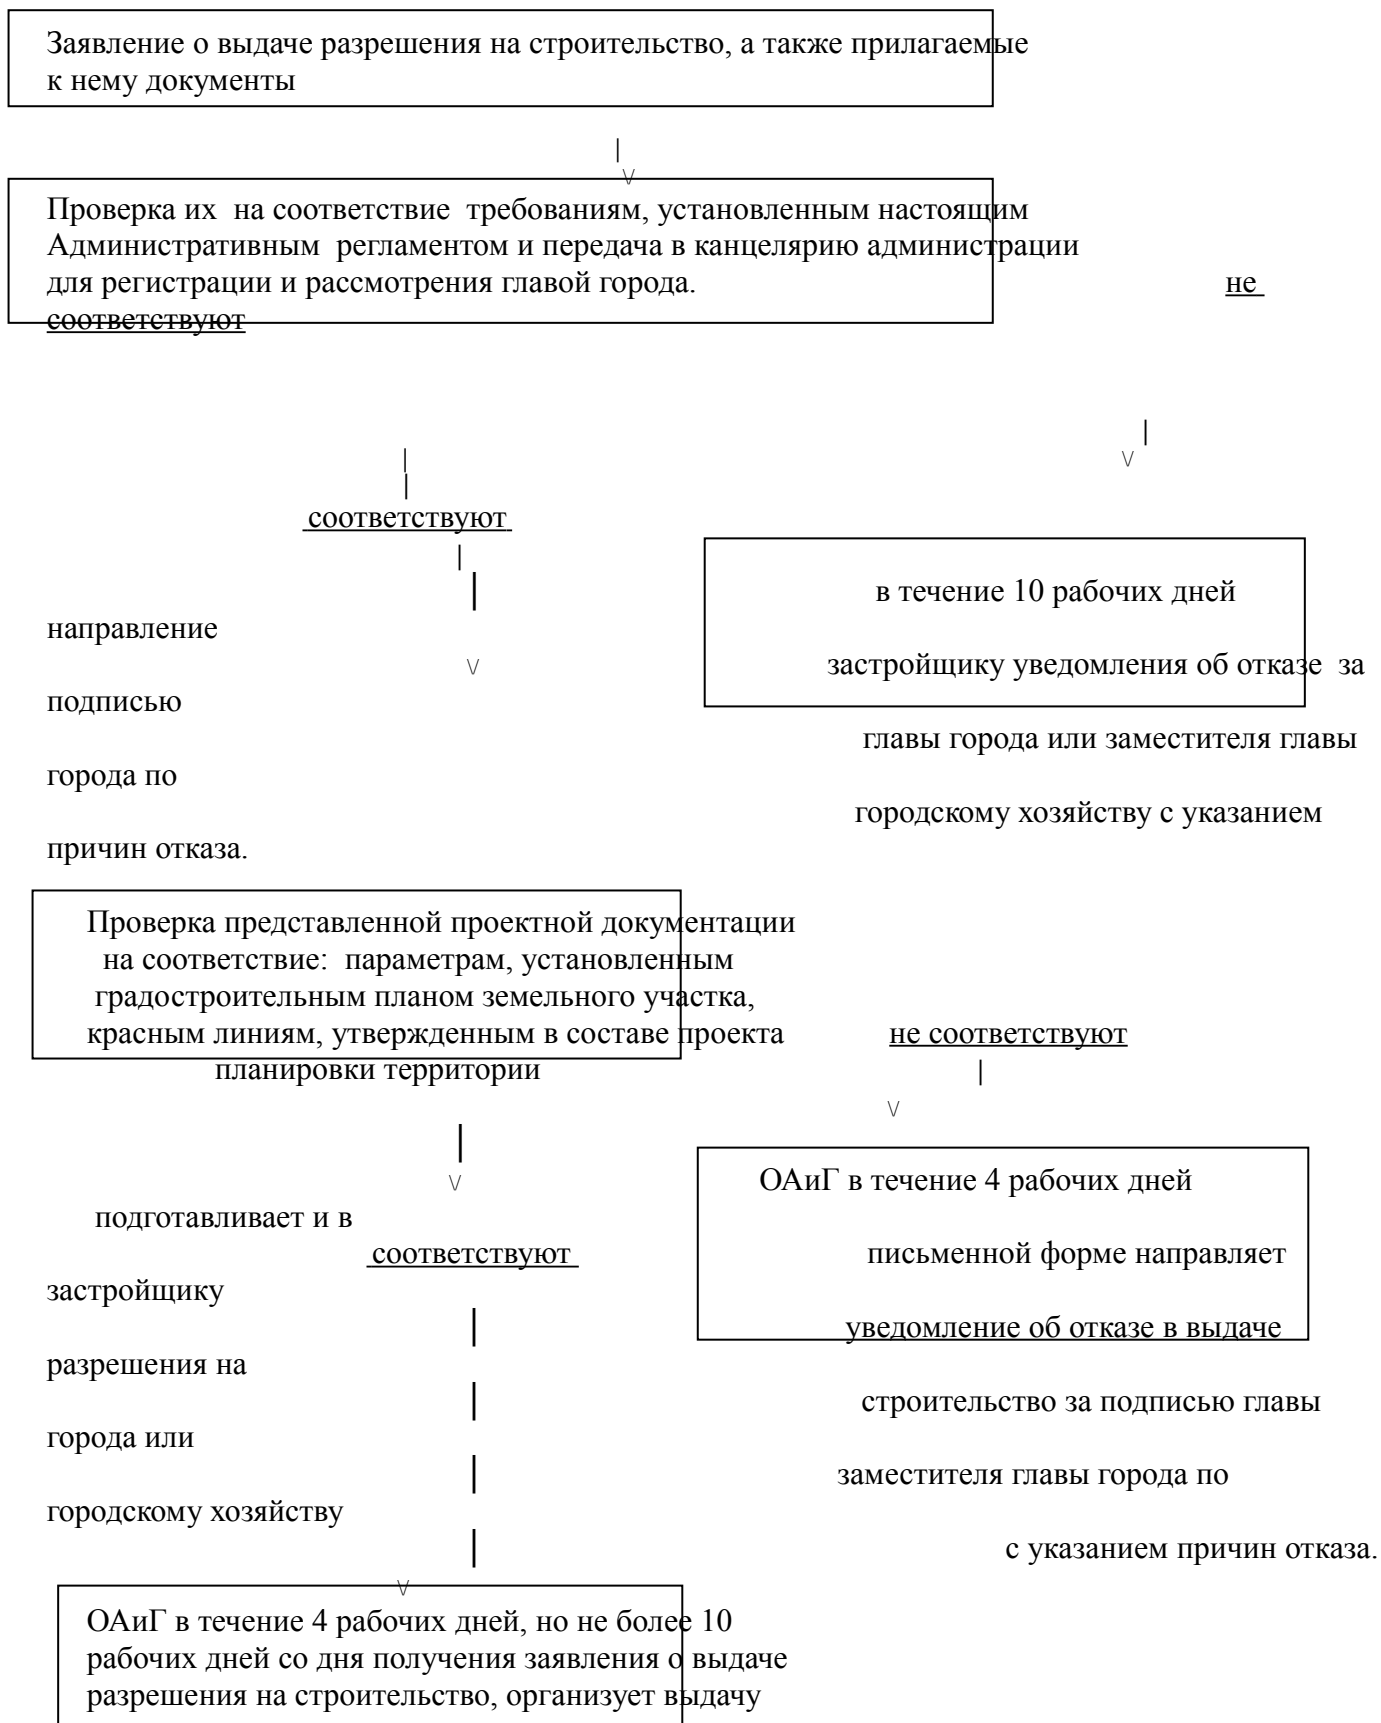 Заявление о выдаче разрешения на строительство, а также прилагаемые
к нему документы
|
\/
Проверка их на соответствие требованиям, установленным настоящим
Административным регламентом и передача в канцелярию администрации
для регистрации и рассмотрения главой города. не
соответствуют
|
\/
|
|
соответствуют
|
| в течение 10 рабочих дней
направление
\/ застройщику уведомления об отказе за
подписью
главы города или заместителя главы
города по
городскому хозяйству с указанием
причин отказа.
Проверка представленной проектной документации
на соответствие: параметрам, установленным
градостроительным планом земельного участка,
красным линиям, утвержденным в составе проекта не соответствуют
планировки территории |
\/
|
\/ ОАиГ в течение 4 рабочих дней
подготавливает и в
соответствуют письменной форме направляет
застройщику
| уведомление об отказе в выдаче
разрешения на
| строительство за подписью главы
города или
| заместителя главы города по
городскому хозяйству
| с указанием причин отказа.
\/
ОАиГ в течение 4 рабочих дней, но не более 10
рабочих дней со дня получения заявления о выдаче
разрешения на строительство, организует выдачу